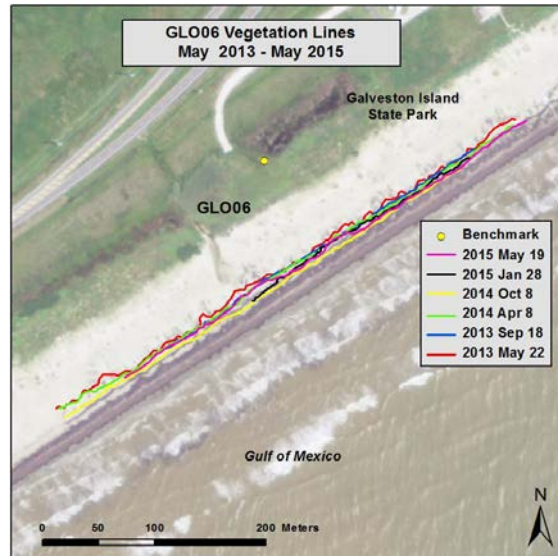 GLO06 Vegetation Lines
May 2013 - May 2015
Galveston Island
State Park
GLO06
Benchmark
2015 May 19
2015 Jan 28
2014 Oct 8
2014 Apr 8
2013 Sep 18
2013 May 22
Gulf of Mexico
N
0 50 100 200 Meters